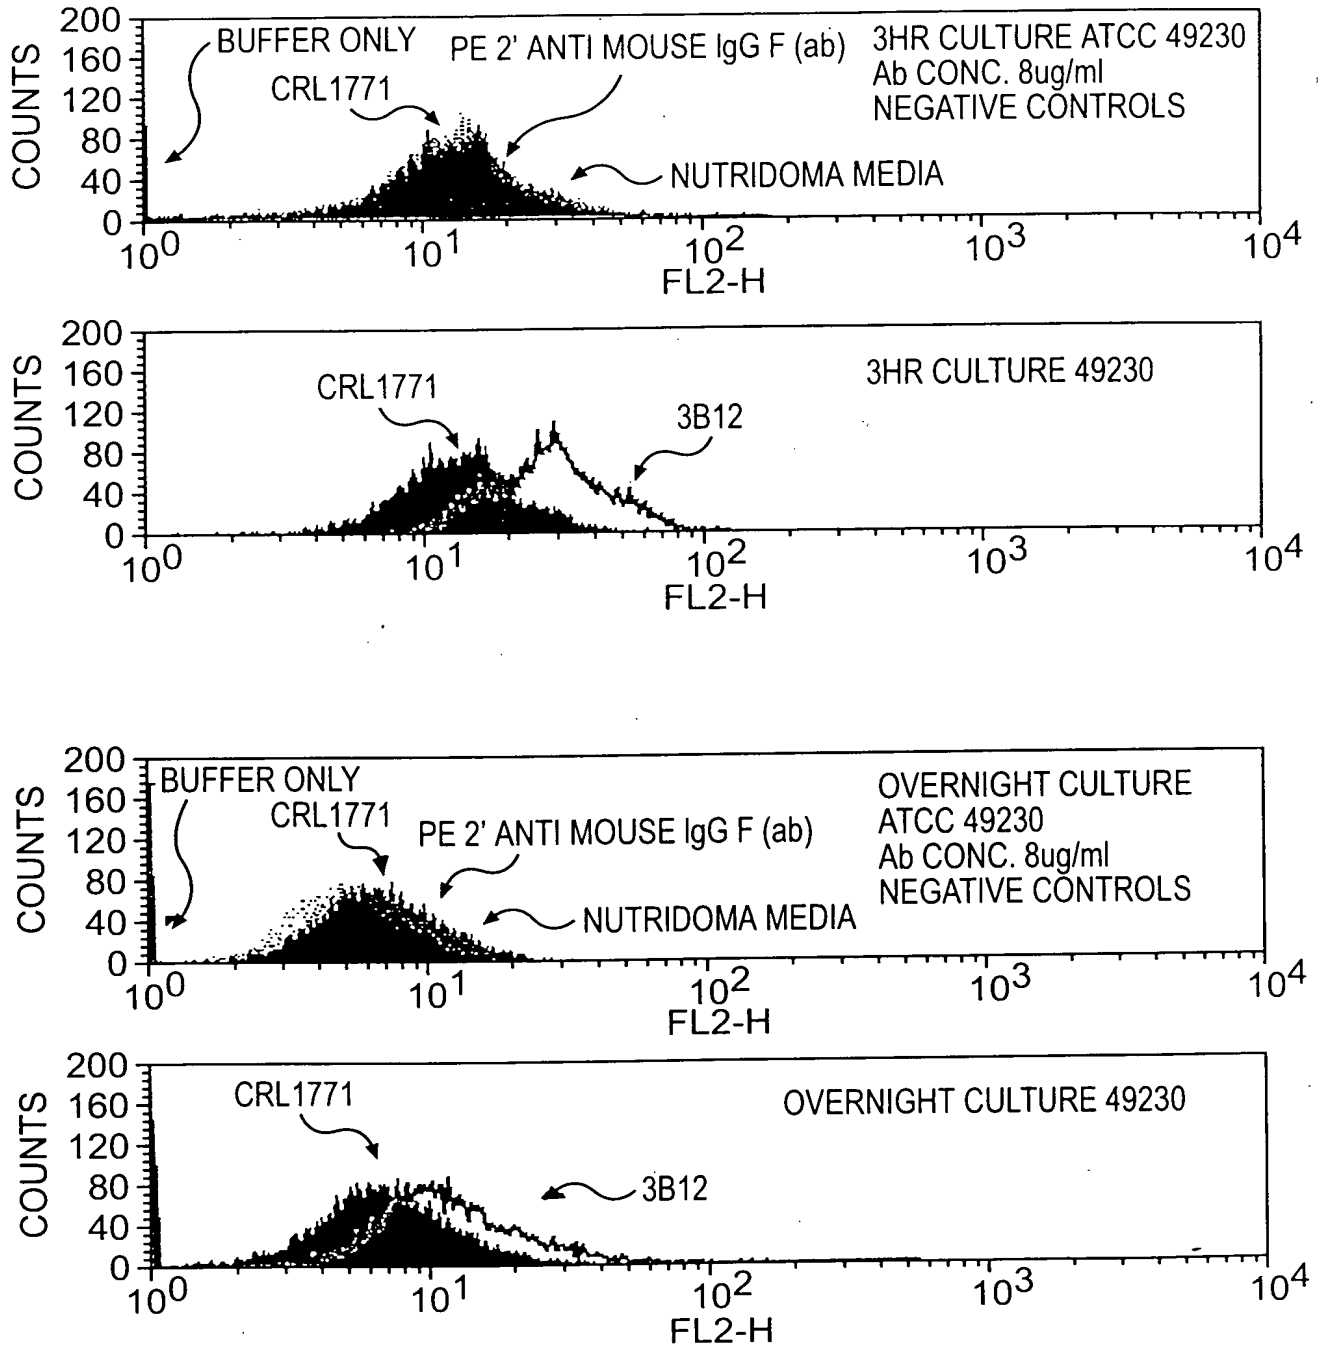 200
160
120
80
40
0
COUNTS
BUFFER ONLY
CRL1771
PE 2' ANTI MOUSE IgG F (ab)
NUTRIDOMA MEDIA
3HR CULTURE ATCC 49230
Ab CONC. 8ug/ml
NEGATIVE CONTROLS
10^0 10^1 10^2 10^3 10^4
FL2-H
200
160
120
80
40
0
COUNTS
CRL1771
3B12
3HR CULTURE 49230
10^0 10^1 10^2 10^3 10^4
FL2-H
200
160
120
80
40
0
COUNTS
BUFFER ONLY
CRL1771
PE 2' ANTI MOUSE IgG F (ab)
NUTRIDOMA MEDIA
OVERNIGHT CULTURE
ATCC 49230
Ab CONC. 8ug/ml
NEGATIVE CONTROLS
10^0 10^1 10^2 10^3 10^4
FL2-H
200
160
120
80
40
0
COUNTS
CRL1771
3B12
OVERNIGHT CULTURE 49230
10^0 10^1 10^2 10^3 10^4
FL2-H